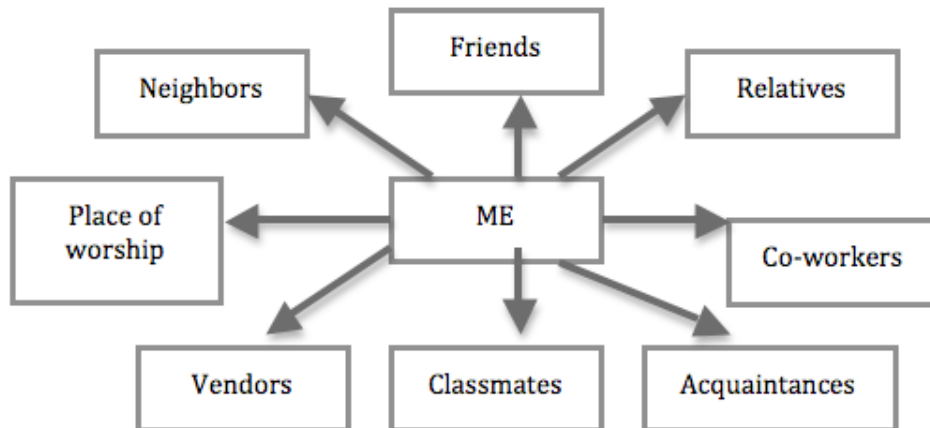 Friends
Neighbors
Relatives
Place of
worship
ME
Co-workers
Vendors
Classmates
Acquaintances